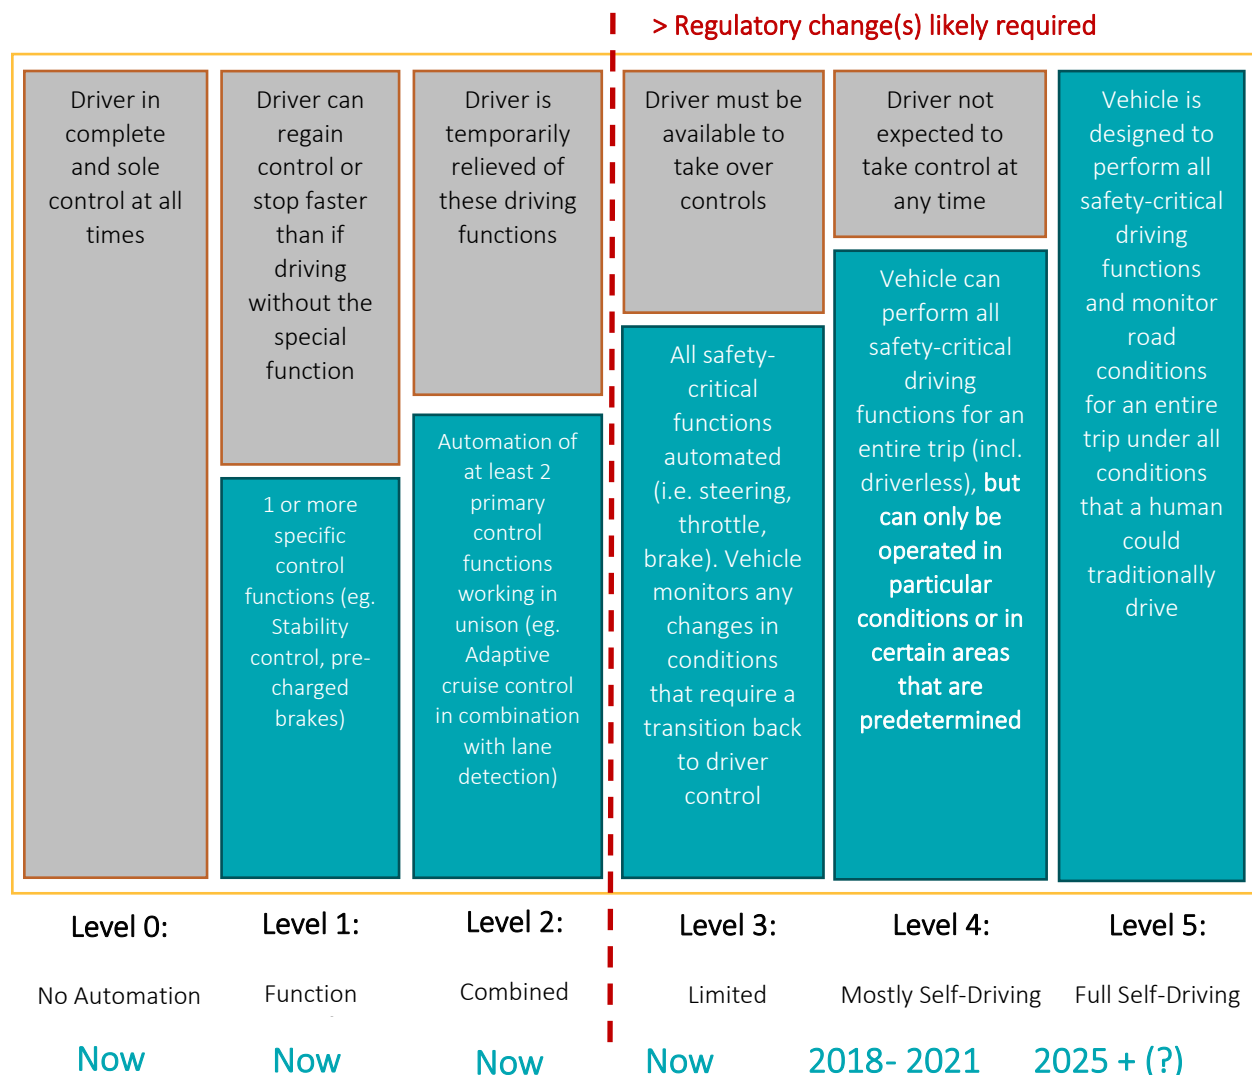 > Regulatory change(s) likely required
Driver in
complete
and sole
control at all
times
Driver can
regain
control or
stop faster
than if
driving
without the
special
function
1 or more
specific
control
functions (eg.
Stability
control, pre-
charged
brakes)
Driver is
temporarily
relieved of
these driving
functions
Automation of
at least 2
primary
control
functions
working in
unison (eg.
Adaptive
cruise control
in combination
with lane
detection)
Driver must be
available to
take over
controls
All safety-
critical
functions
automated
(i.e. steering,
throttle,
brake). Vehicle
monitors any
changes in
conditions
that require a
transition back
to driver
control
Driver not
expected to
take control at
any time
Vehicle can
perform all
safety-critical
driving
functions for an
entire trip (incl.
driverless), but
can only be
operated in
particular
conditions or in
certain areas
that are
predetermined
Vehicle is
designed to
perform all
safety-critical
driving
functions
and monitor
road
conditions
for an entire
trip under all
conditions
that a human
could
traditionally
drive
Level 0:
Level 1:
Level 2:
Level 3:
Level 4:
Level 5:
No Automation
Function
Combined
Limited
Mostly Self-Driving
Full Self-Driving
Now
Now
Now
Now
2018- 2021
2025 + (?)